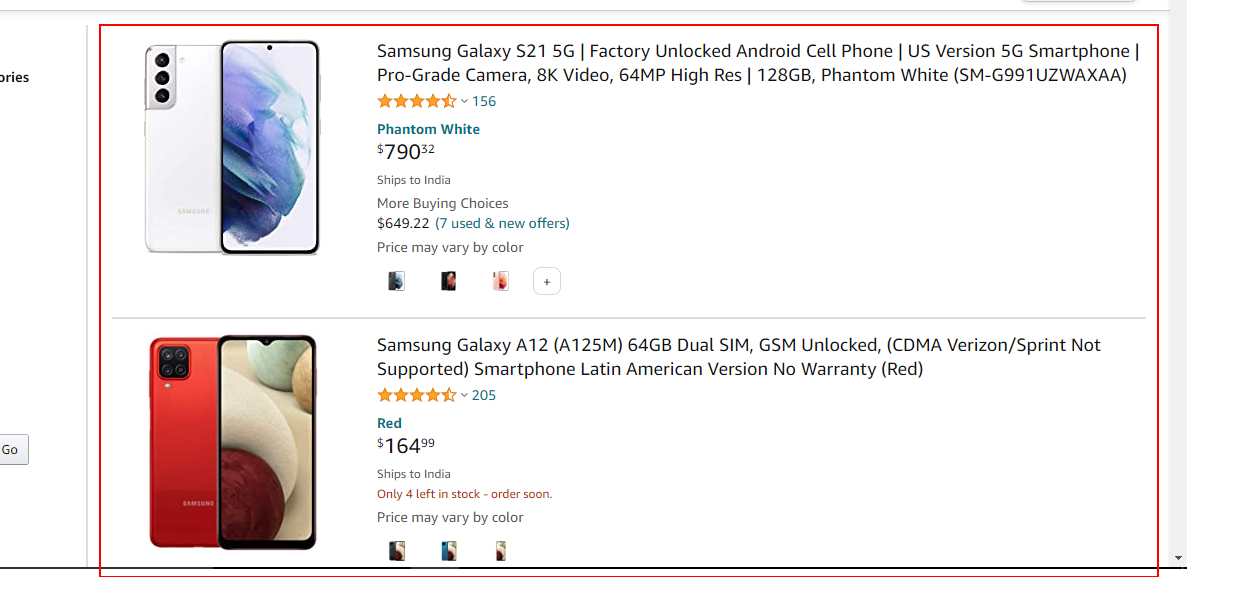 ories
Go
SAMSUNG
Samsung Galaxy S21 5G | Factory Unlocked Android Cell Phone | US Version 5G Smartphone |
Pro-Grade Camera, 8K Video, 64MP High Res | 128GB, Phantom White (SM-G991UZWAXAA)
156
Phantom White
$79032
Ships to India
More Buying Choices
$649.22 (7 used & new offers)
Price may vary by color
+
SAMSUNG
Samsung Galaxy A12 (A125M) 64GB Dual SIM, GSM Unlocked, (CDMA Verizon/Sprint Not
Supported) Smartphone Latin American Version No Warranty (Red)
205
Red
$16499
Ships to India
Only 4 left in stock - order soon.
Price may vary by color